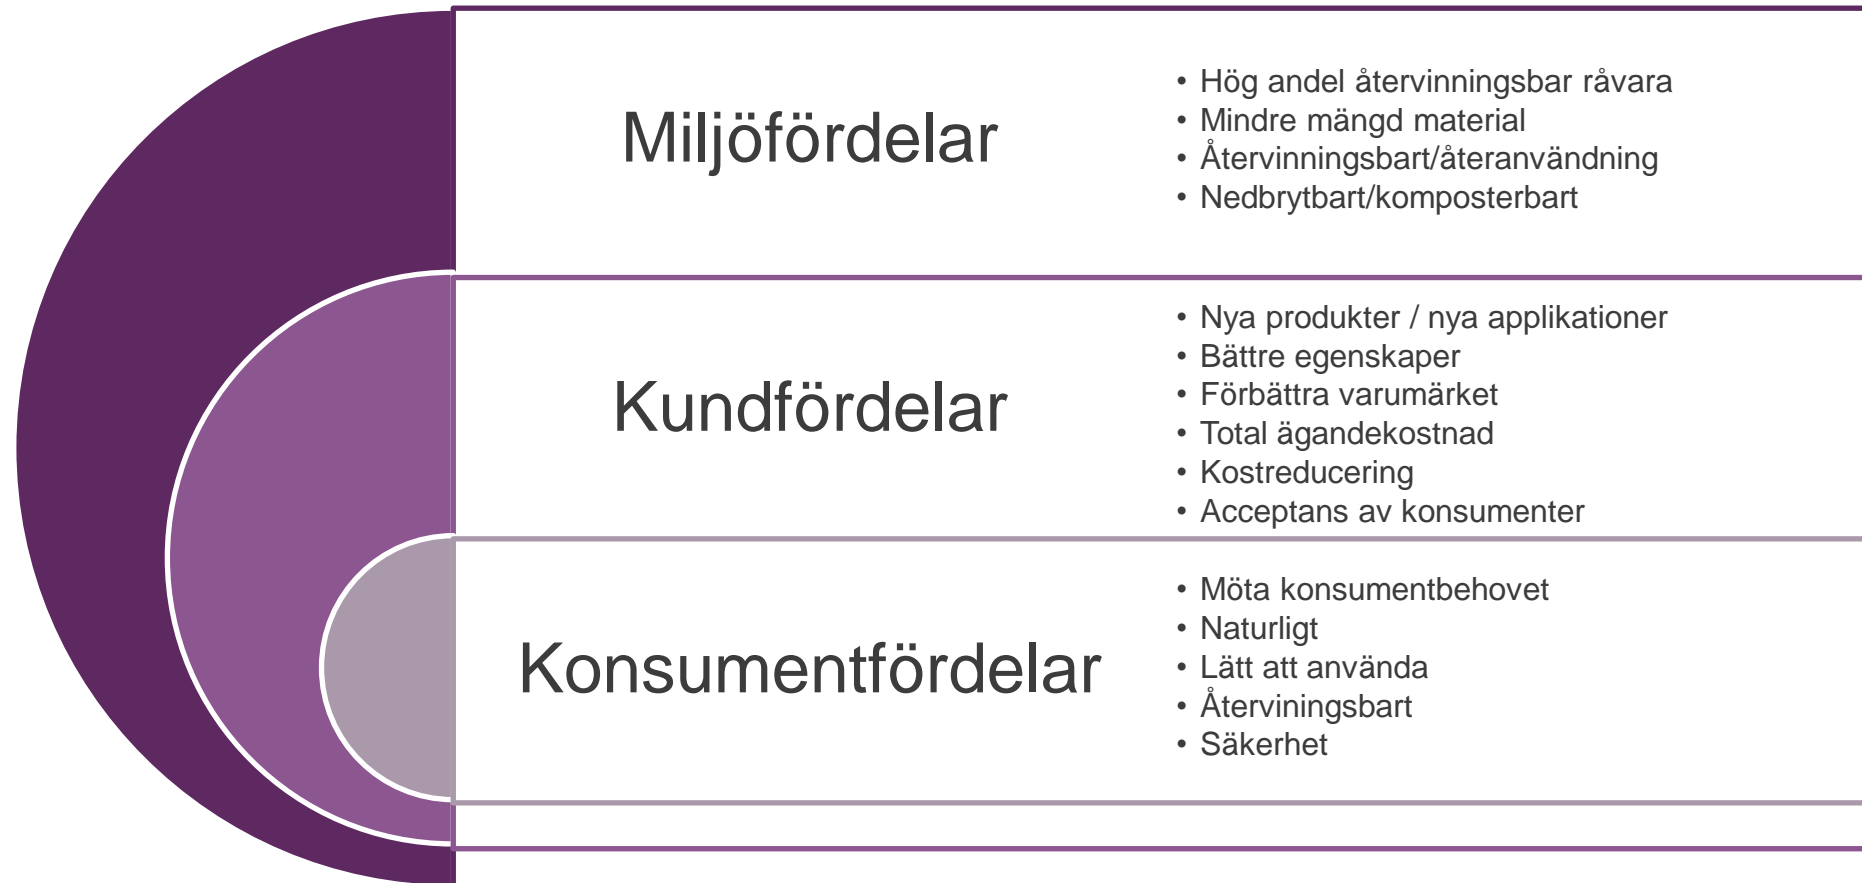 Miljöfördelar
• Hög andel återvinningsbar råvara
• Mindre mängd material
• Återvinningsbart/återanvändning
• Nedbrytbart/komposterbart
Kundfördelar
• Nya produkter / nya applikationer
• Bättre egenskaper
• Förbättra varumärket
• Total ägandekostnad
• Kostreducering
• Acceptans av konsumenter
Konsumentfördelar
• Möta konsumentbehovet
• Naturligt
• Lätt att använda
• Återviningsbart
• Säkerhet